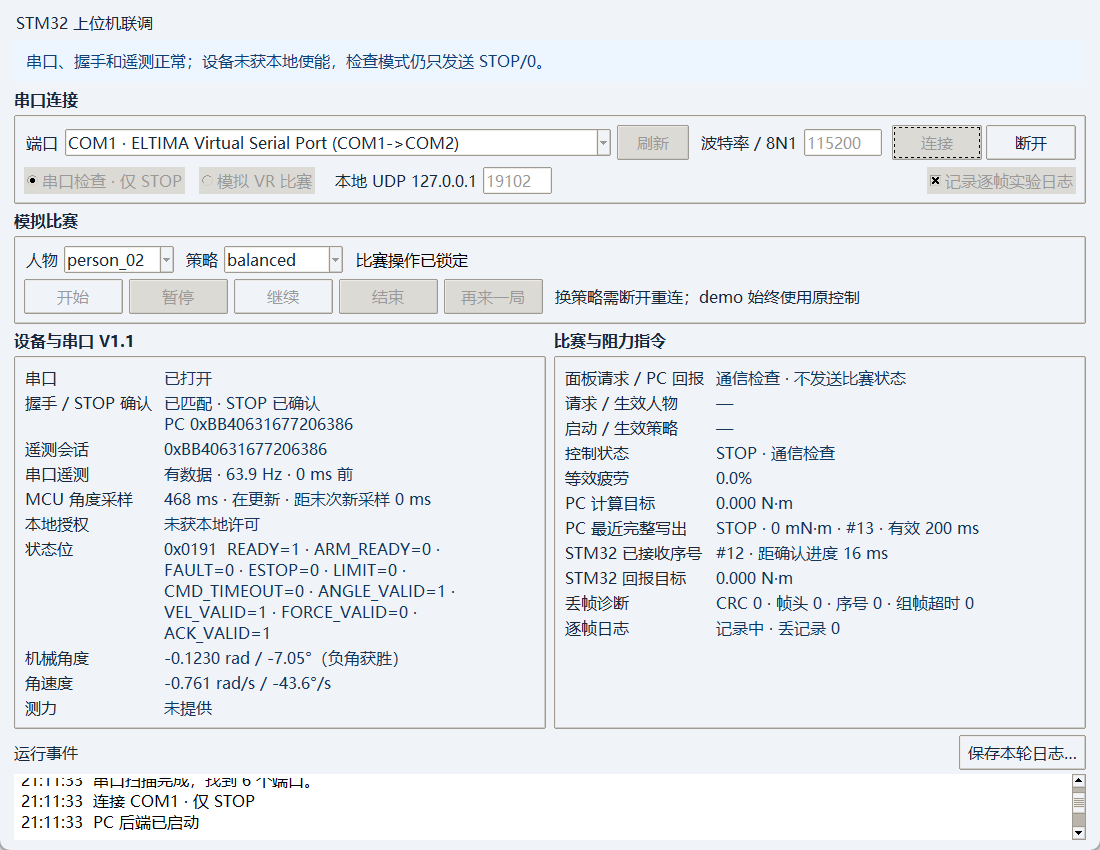 STM32 上位机联调
串口、握手和遥测正常；设备未获本地使能，检查模式仍只发送 STOP/0。
串口连接
端口 COM1 · ELTIMA Virtual Serial Port (COM1->COM2) 刷新 波特率 / 8N1 115200 连接 断开
串口检查 · 仅 STOP 模拟 VR 比赛 本地 UDP 127.0.0.1 19102 记录逐帧实验日志
模拟比赛
人物 person_02 策略 balanced 比赛操作已锁定
开始 暂停 继续 结束 再来一局 换策略需断开重连；demo 始终使用原控制
设备与串口 V1.1
串口 已打开
握手 / STOP 确认 已匹配 · STOP 已确认
PC 0xBB40631677206386
遥测会话 0xBB40631677206386
串口遥测 有数据 · 63.9 Hz · 0 ms 前
MCU 角度采样 468 ms · 在更新 · 距末次新采样 0 ms
本地授权 未获本地许可
状态位 0x0191 READY=1 · ARM_READY=0 ·
FAULT=0 · ESTOP=0 · LIMIT=0 ·
CMD_TIMEOUT=0 · ANGLE_VALID=1 ·
VEL_VALID=1 · FORCE_VALID=0 ·
ACK_VALID=1
机械角度 -0.1230 rad / -7.05°（负角获胜）
角速度 -0.761 rad/s / -43.6°/s
测力 未提供
比赛与阻力指令
面板请求 / PC 回报 通信检查 · 不发送比赛状态
请求 / 生效人物 —
启动 / 生效策略 —
控制状态 STOP · 通信检查
等效疲劳 0.0%
PC 计算目标 0.000 N·m
PC 最近完整写出 STOP · 0 mN·m · #13 · 有效 200 ms
STM32 已接收序号 #12 · 距确认进度 16 ms
STM32 回报目标 0.000 N·m
丢帧诊断 CRC 0 · 帧头 0 · 序号 0 · 组帧超时 0
逐帧日志 记录中 · 丢记录 0
运行事件 保存本轮日志...
21:11:33 串口扫描完成，找到 6 个端口。
21:11:33 连接 COM1 · 仅 STOP
21:11:33 PC 后端已启动